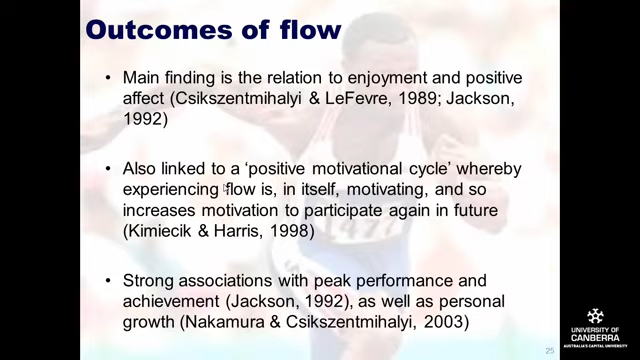 Outcomes of flow
• Main finding is the relation to enjoyment and positive
affect (Csikszentmihalyi & LeFevre, 1989; Jackson,
1992)
• Also linked to a ‘positive motivational cycle’ whereby
experiencing flow is, in itself, motivating, and so
increases motivation to participate again in future
(Kimiecik & Harris, 1998)
• Strong associations with peak performance and
achievement (Jackson, 1992), as well as personal
growth (Nakamura & Csikszentmihalyi, 2003)
1477
UNIVERSITY OF
CANBERRA
AUSTRALIA'S CAPITAL UNIVERSITY
25